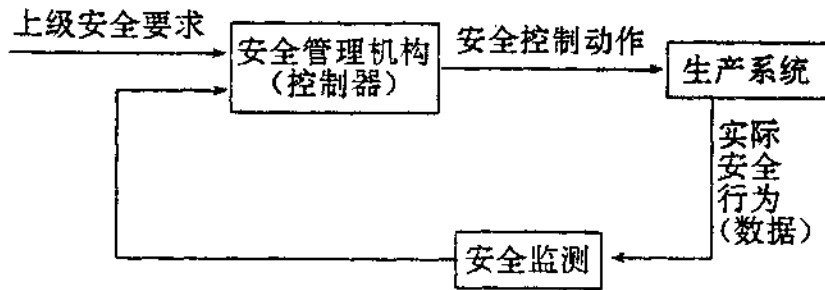 上级安全要求
安全管理机构
（控制器）
安全控制动作
生产系统
实际
安全
行为
（数据）
安全监测